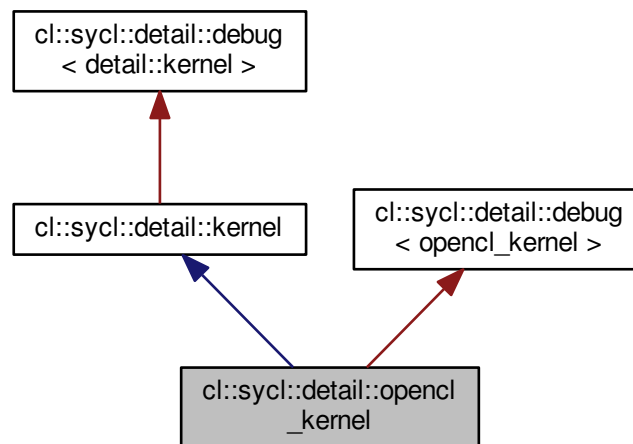 cl::sycl::detail::debug
< detail::kernel >
cl::sycl::detail::kernel
cl::sycl::detail::debug
< opencl_kernel >
cl::sycl::detail::opencl
_kernel